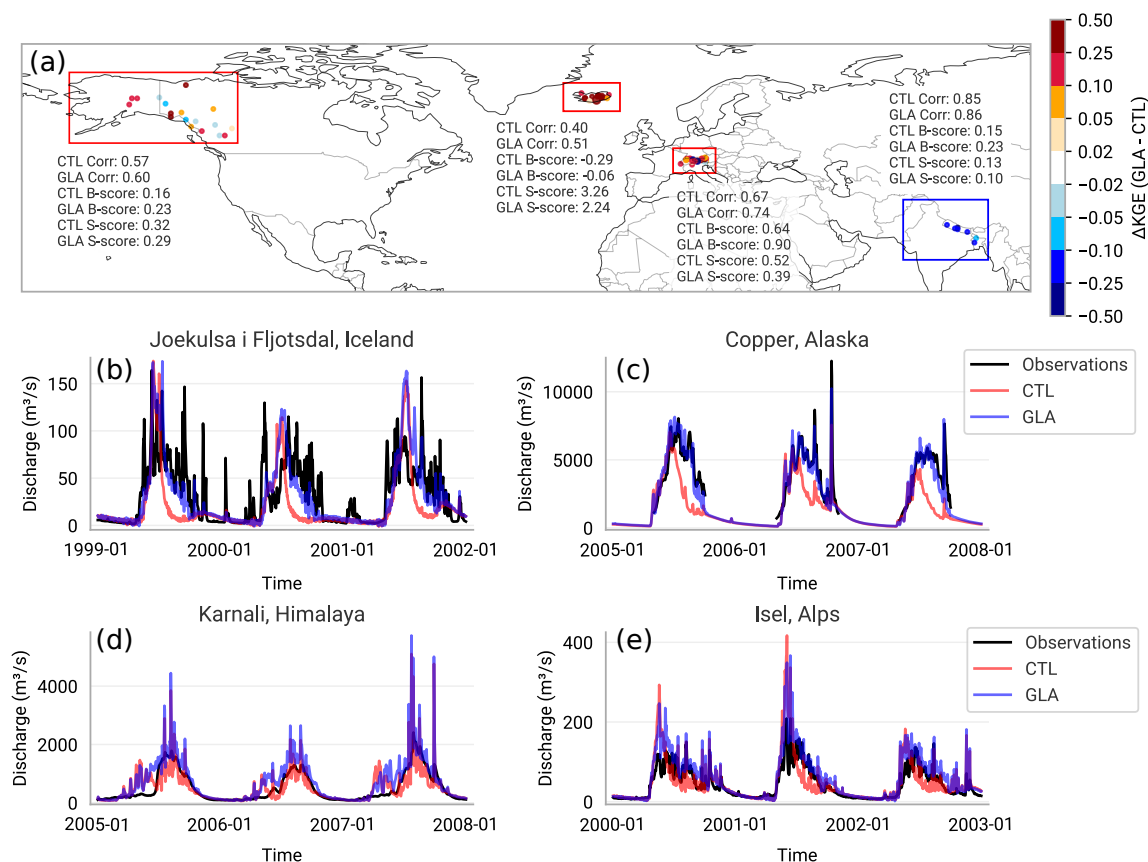 (a)
CTL Corr: 0.57
GLA Corr: 0.60
CTL B-score: 0.16
GLA B-score: 0.23
CTL S-score: 0.32
GLA S-score: 0.29
CTL Corr: 0.40
GLA Corr: 0.51
CTL B-score: -0.29
GLA B-score: -0.06
CTL S-score: 3.26
GLA S-score: 2.24
CTL Corr: 0.67
GLA Corr: 0.74
CTL B-score: 0.64
GLA B-score: 0.90
CTL S-score: 0.52
GLA S-score: 0.39
CTL Corr: 0.85
GLA Corr: 0.86
CTL B-score: 0.15
GLA B-score: 0.23
CTL S-score: 0.13
GLA S-score: 0.10
0.50
0.25
0.10
0.05
0.02
−0.02
−0.05
−0.10
−0.25
−0.50
ΔKGE (GLA - CTL)
Joekulsa i Fljotsdal, Iceland
(b)
Discharge (m³/s)
150
100
50
0
1999-01
2000-01
2001-01
2002-01
Time
Copper, Alaska
(c)
Discharge (m³/s)
10000
5000
0
2005-01
2006-01
2007-01
2008-01
Time
Observations
CTL
GLA
Karnali, Himalaya
(d)
Discharge (m³/s)
4000
2000
0
2005-01
2006-01
2007-01
2008-01
Time
Isel, Alps
(e)
Discharge (m³/s)
400
200
0
2000-01
2001-01
2002-01
2003-01
Time
Observations
CTL
GLA